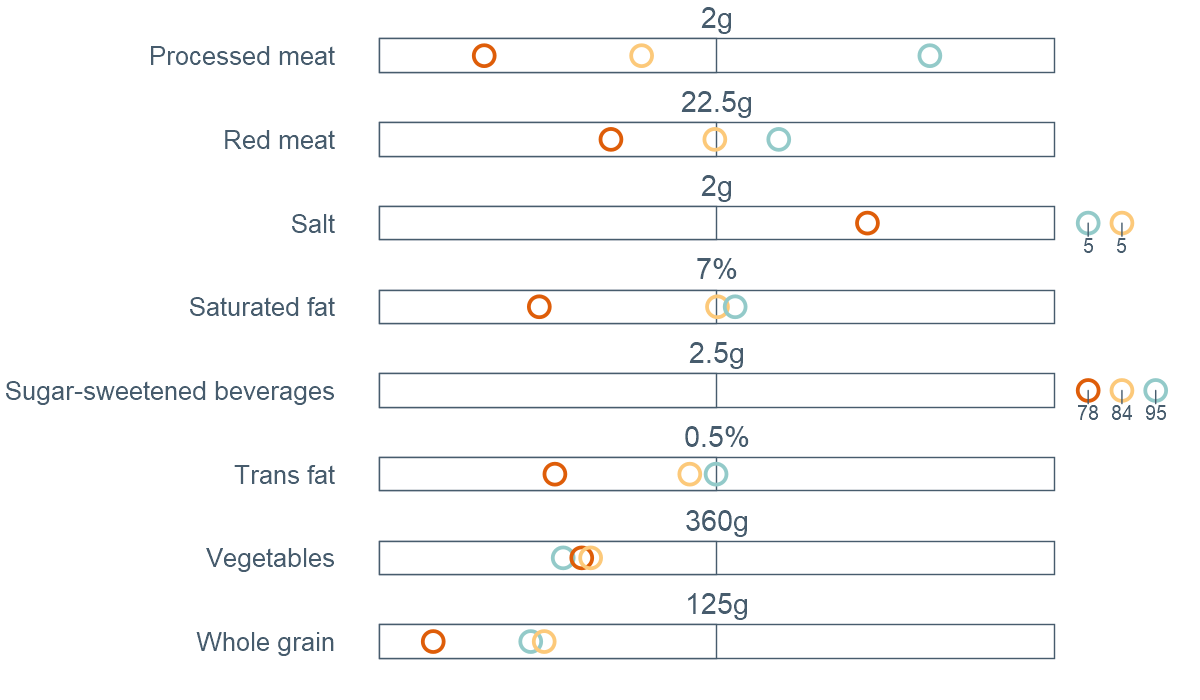 2g
Processed meat
22.5g
Red meat
2g
Salt
5 5
7%
Saturated fat
2.5g
Sugar-sweetened beverages
78 84 95
0.5%
Trans fat
360g
Vegetables
125g
Whole grain